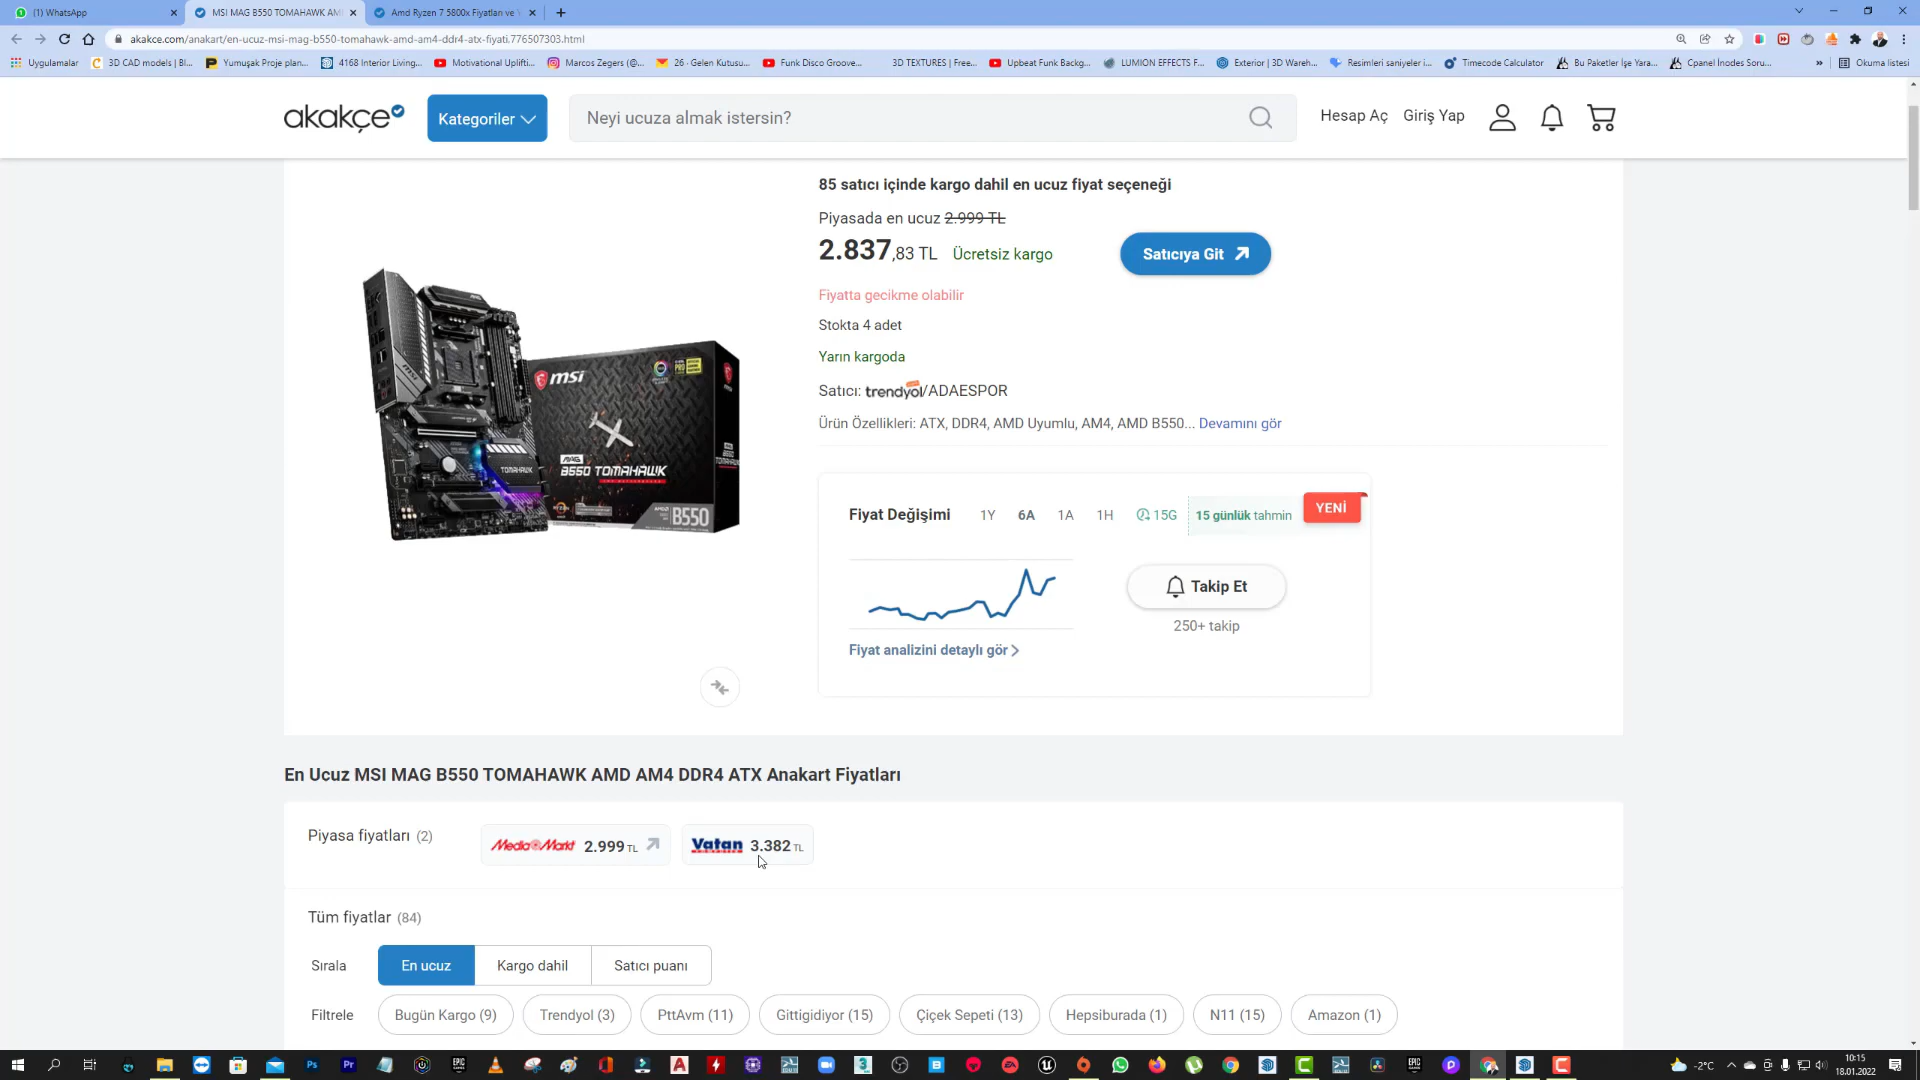 (1) WhatsApp
MSI MAG B550 TOMAHAWK AM
Amd Ryzen 7 5800x Fiyatları ve
akakce.com/anakart/en-ucuz-msi-mag-b550-tomahawk-amd-am4-ddr4-atx-fiyati,776507303.html
Uygulamalar
3D CAD models | Bl...
Yumuşak Proje plan...
4168 Interior Living...
Motivational Uplifti...
Marcos Zegers (@...
26 - Gelen Kutusu...
Funk Disco Groove...
3D TEXTURES | Free...
Upbeat Funk Backg...
LUMION EFFECTS F...
Exterior | 3D Wareh...
Resimleri saniyeler i...
Timecode Calculator
Bu Paketler İşe Yara...
Cpanel İnodes Soru...
Okuma listesi
akakçe
Kategoriler
Neyi ucuza almak istersin?
Hesap Aç
Giriş Yap
85 satıcı içinde kargo dahil en ucuz fiyat seçeneği
Piyasada en ucuz 2.999 TL
2.837,83 TL Ücretsiz kargo
Satıcıya Git
Fiyatta gecikme olabilir
Stokta 4 adet
Yarın kargoda
Satıcı: trendyol/ADAESPOR
Ürün Özellikleri: ATX, DDR4, AMD Uyumlu, AM4, AMD B550... Devamını gör
msi
MAG
B550 TOMAHAWK
B550
TOMAHAWK
Fiyat Değişimi
1Y
6A
1A
1H
15G
15 günlük tahmin
YENİ
Takip Et
250+ takip
Fiyat analizini detaylı gör
En Ucuz MSI MAG B550 TOMAHAWK AMD AM4 DDR4 ATX Anakart Fiyatları
Piyasa fiyatları (2)
Media Markt 2.999 TL
Vatan 3.382 TL
Tüm fiyatlar (84)
Sırala
En ucuz
Kargo dahil
Satıcı puanı
Filtrele
Bugün Kargo (9)
Trendyol (3)
PttAvm (11)
Gittigidiyor (15)
Çiçek Sepeti (13)
Hepsiburada (1)
N11 (15)
Amazon (1)
-2°C
10:15
18.01.2022